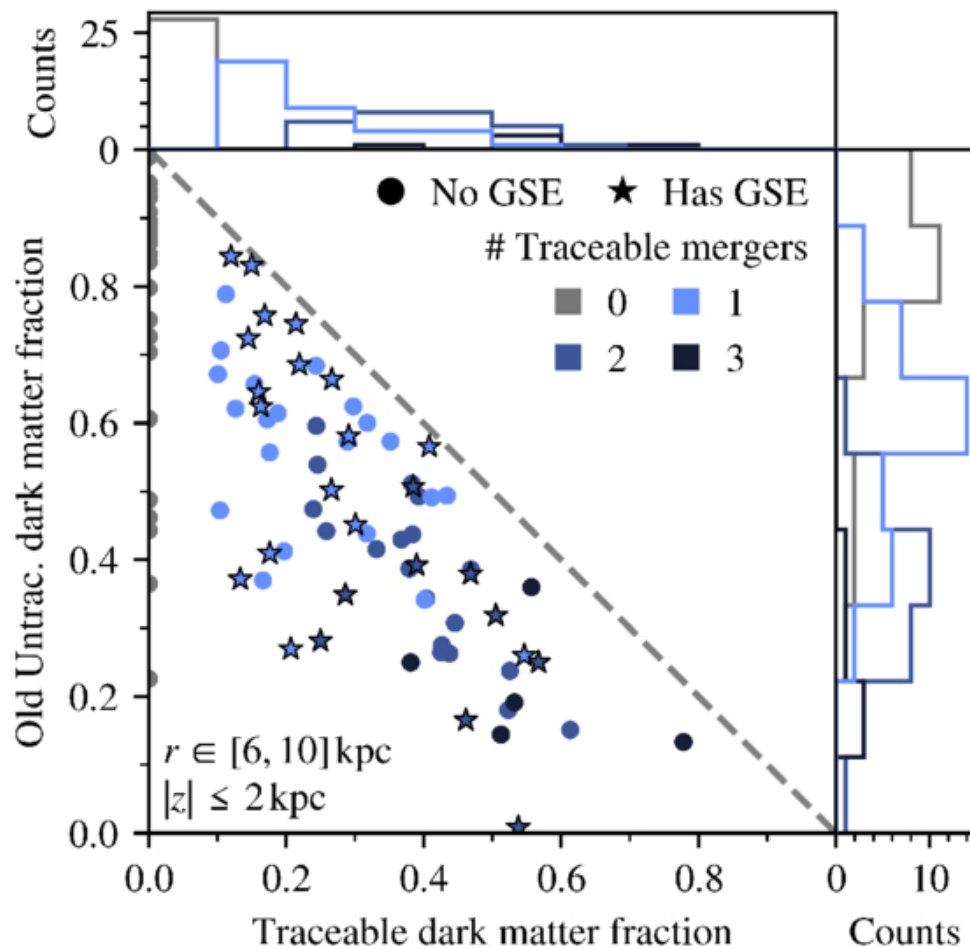 Counts
25
0
No GSE
Has GSE
# Traceable mergers
0
1
2
3
Old Untrac. dark matter fraction
0.8
0.6
0.4
0.2
0.0
r ∈ [6, 10] kpc
|z| ≤ 2 kpc
0.0 0.2 0.4 0.6 0.8
0 10
Traceable dark matter fraction
Counts